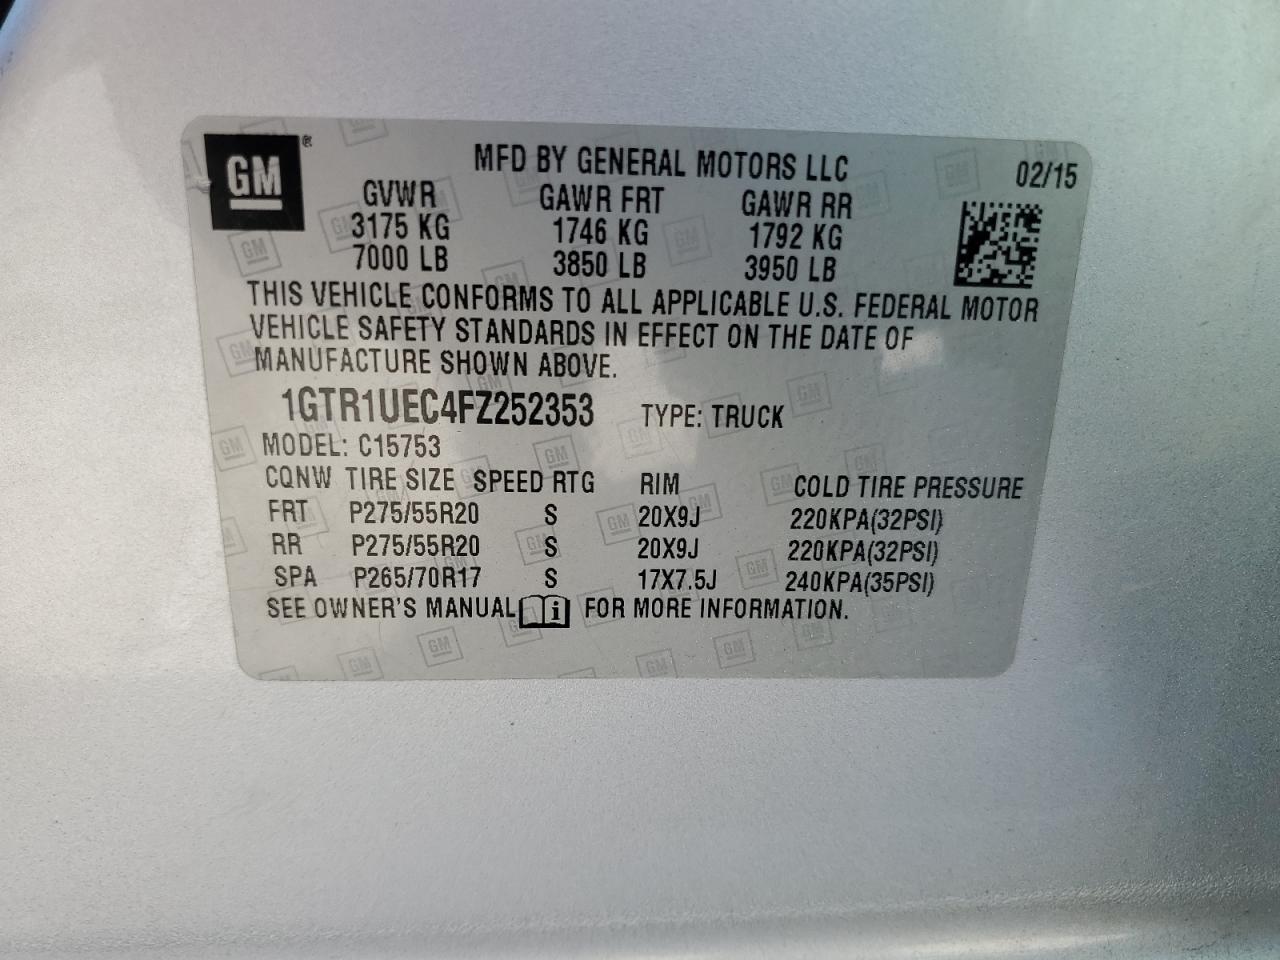 GM ® MFD BY GENERAL MOTORS LLC 02/15
GVWR GAWR FRT GAWR RR
3175 KG 1746 KG 1792 KG
7000 LB 3850 LB 3950 LB
THIS VEHICLE CONFORMS TO ALL APPLICABLE U.S. FEDERAL MOTOR
VEHICLE SAFETY STANDARDS IN EFFECT ON THE DATE OF
MANUFACTURE SHOWN ABOVE.
1GTR1UEC4FZ252353 TYPE: TRUCK
MODEL: C15753
CQNW TIRE SIZE SPEED RTG RIM COLD TIRE PRESSURE
FRT P275/55R20 S 20X9J 220KPA(32PSI)
RR P275/55R20 S 20X9J 220KPA(32PSI)
SPA P265/70R17 S 17X7.5J 240KPA(35PSI)
SEE OWNER'S MANUAL i FOR MORE INFORMATION.